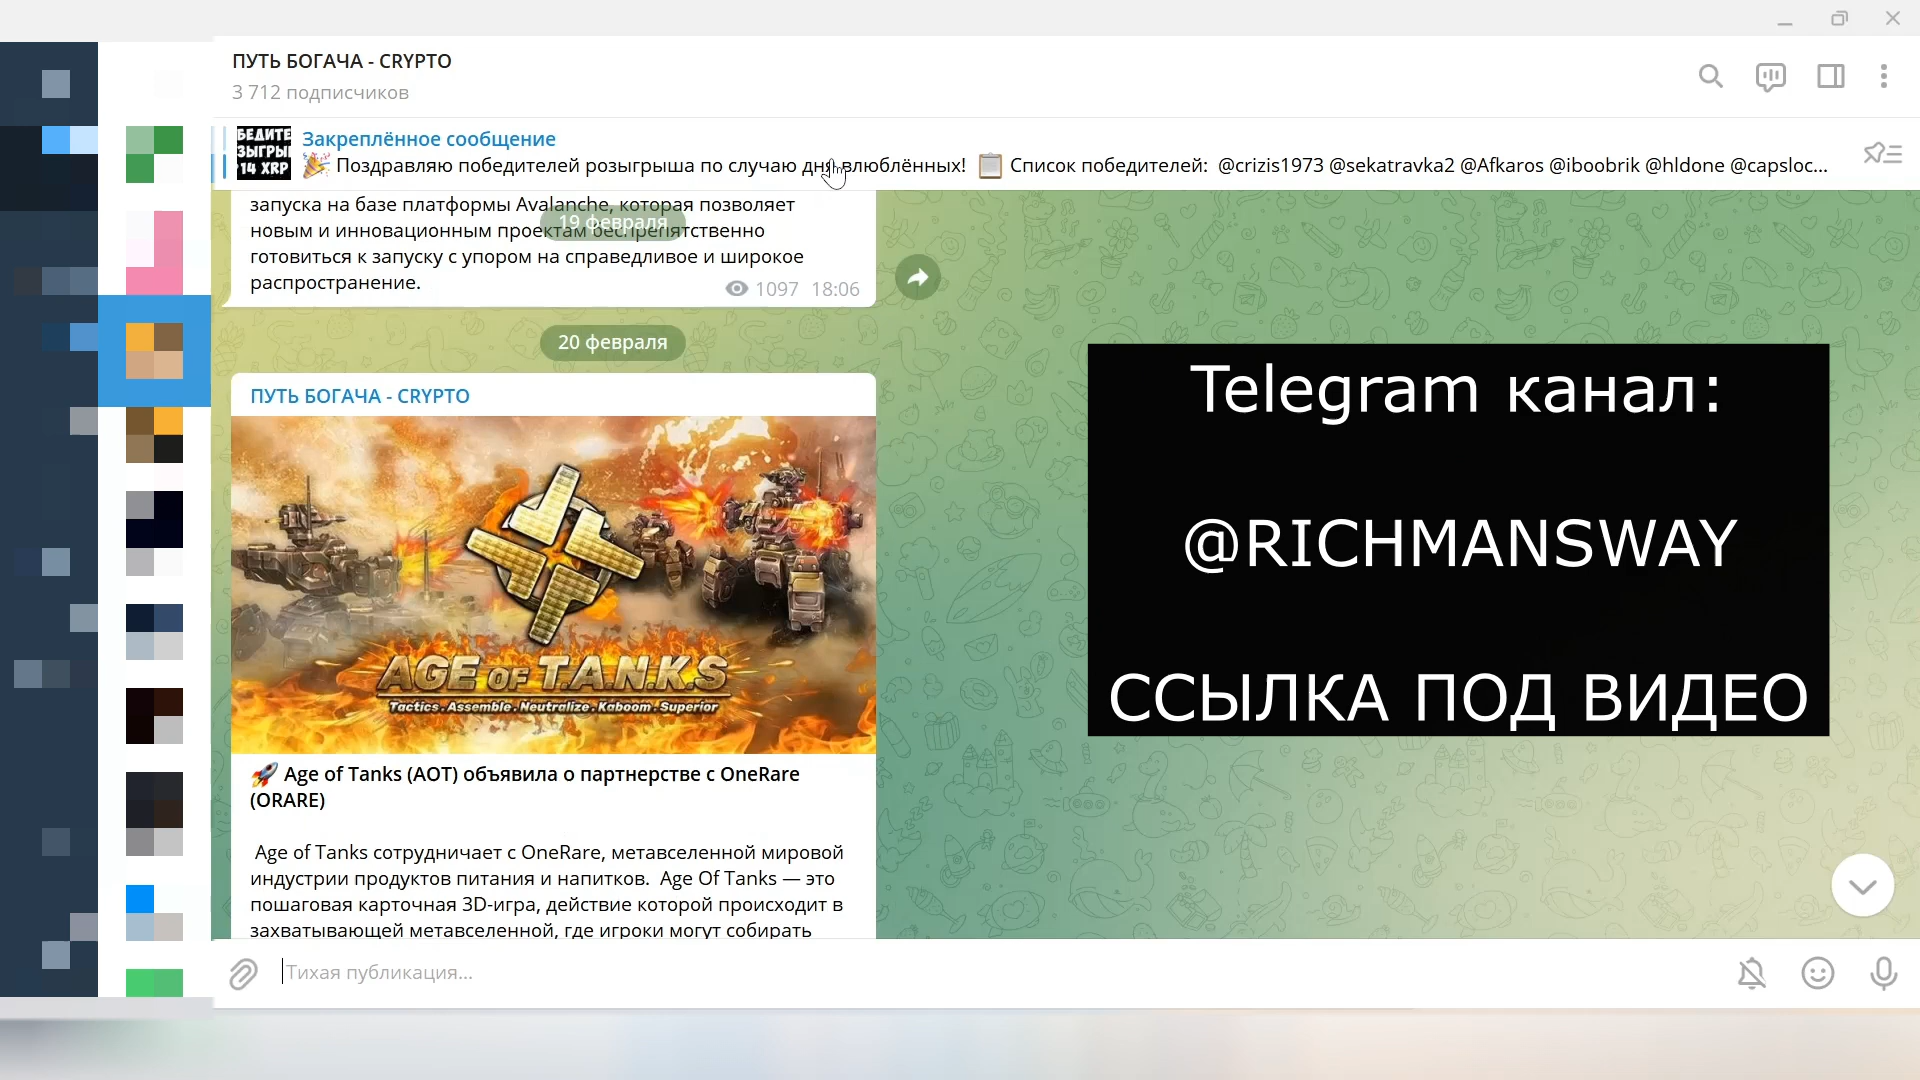 ПУТЬ БОГАЧА - CRYPTO
3 712 подписчиков
БЕДИТЕ
ЗЫГРЫ
14 XRP
Закреплённое сообщение
🎉 Поздравляю победителей розыгрыша по случаю дня влюблённых! 📋 Список победителей: @crizis1973 @sekatravka2 @Afkaros @iboobrik @hldone @capsloc...
запуска на базе платформы Avalanche, которая позволяет
новым и инновационным проектам беспрепятственно
готовиться к запуску с упором на справедливое и широкое
распространение.
1097 18:06
19 февраля
20 февраля
ПУТЬ БОГАЧА - CRYPTO
AGE OF T.A.N.K.S
Tactics . Assemble . Neutralize . Kaboom . Superior
🚀 Age of Tanks (AOT) объявила о партнерстве с OneRare
(ORARE)
Age of Tanks сотрудничает с OneRare, метавселенной мировой
индустрии продуктов питания и напитков. Age Of Tanks — это
пошаговая карточная 3D-игра, действие которой происходит в
захватывающей метавселенной, где игроки могут собирать
Telegram канал:
@RICHMANSWAY
ССЫЛКА ПОД ВИДЕО
Тихая публикация...